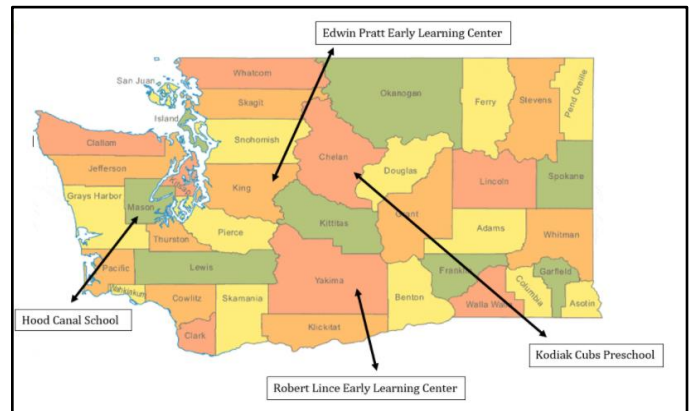 Edwin Pratt Early Learning Center
Whatcom
Okanogan
San Juan
Skagit
Ferry
Stevens
Pend Oreille
Island
Snohomish
Clallam
Chelan
Jefferson
Douglas
King
Lincoln
Spokane
Grays Harbor
Mason
Kittitas
Grant
Pierce
Adams
Thurston
Whitman
Pacific
Lewis
Yakima
Franklin
Garfield
Wahkiakum
Cowlitz
Skamania
Benton
Walla Walla
Columbia
Asotin
Hood Canal School
Klickitat
Clark
Kodiak Cubs Preschool
Robert Lince Early Learning Center